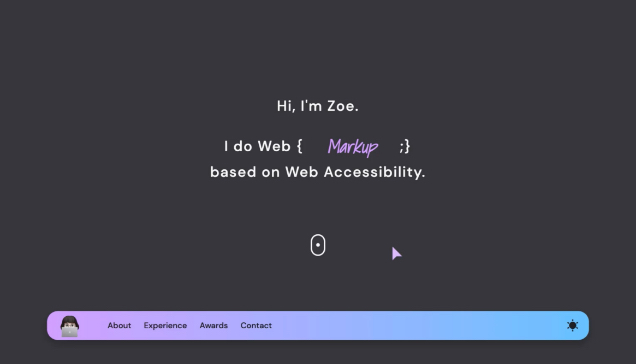 Hi, I'm Zoe.
I do Web { Markup ;}
based on Web Accessibility.
About Experience Awards Contact